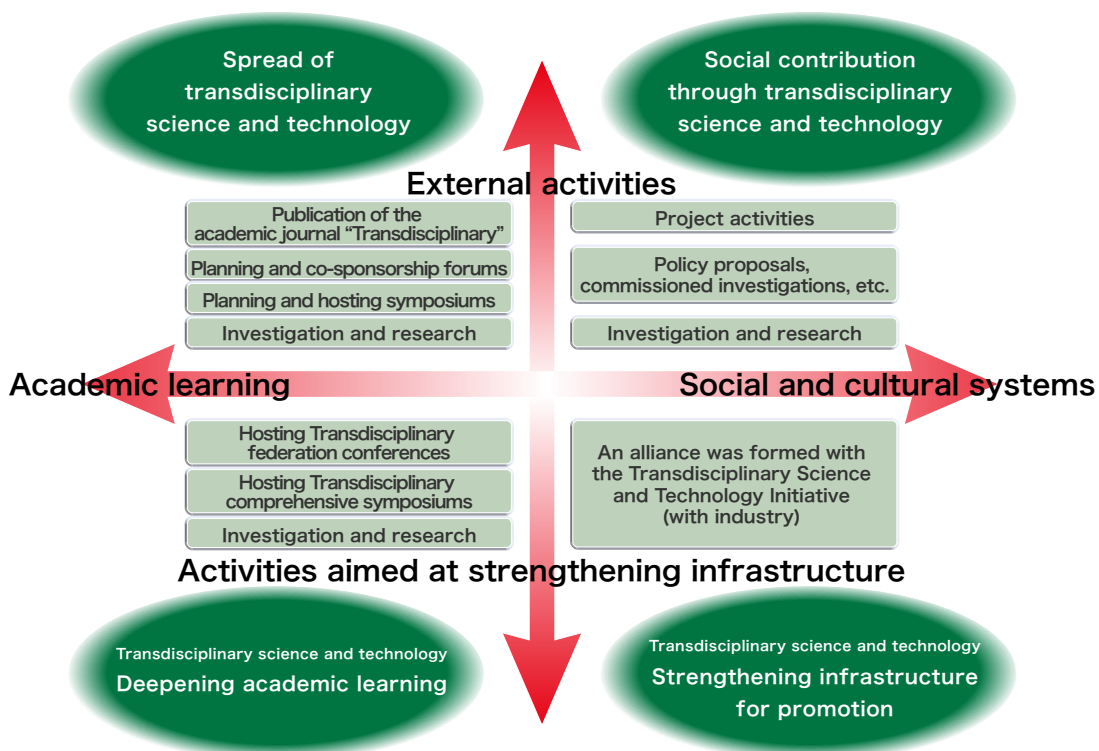 Spread of
transdisciplinary
science and technology
Social contribution
through transdisciplinary
science and technology
External activities
Publication of the
academic journal “Transdisciplinary”
Planning and co-sponsorship forums
Planning and hosting symposiums
Investigation and research
Project activities
Policy proposals,
commissioned investigations, etc.
Investigation and research
Academic learning
Social and cultural systems
Hosting Transdisciplinary
federation conferences
Hosting Transdisciplinary
comprehensive symposiums
Investigation and research
An alliance was formed with
the Transdisciplinary Science
and Technology Initiative
(with industry)
Activities aimed at strengthening infrastructure
Transdisciplinary science and technology
Deepening academic learning
Transdisciplinary science and technology
Strengthening infrastructure
for promotion